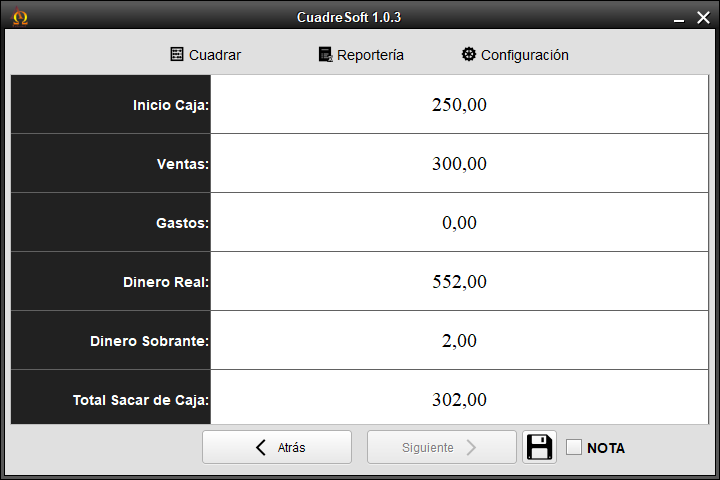 CuadreSoft 1.0.3
Cuadrar Reportería Configuración
Inicio Caja: 250,00
Ventas: 300,00
Gastos: 0,00
Dinero Real: 552,00
Dinero Sobrante: 2,00
Total Sacar de Caja: 302,00
Atrás Siguiente NOTA